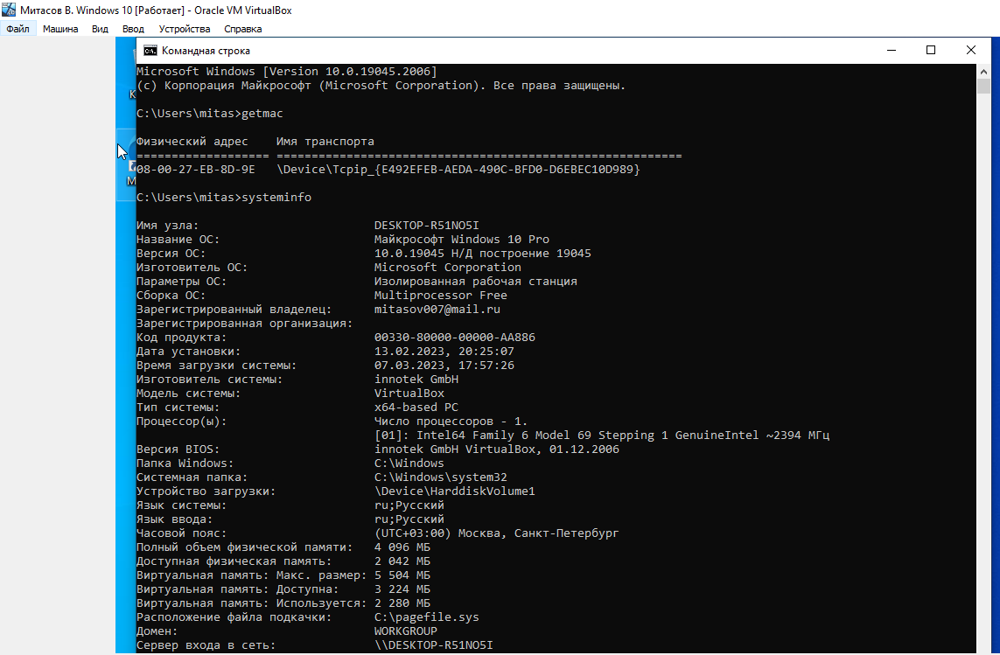 Митасов В. Windows 10 [Работает] - Oracle VM VirtualBox
Файл Машина Вид Ввод Устройства Справка
Командная строка
Microsoft Windows [Version 10.0.19045.2006]
(c) Корпорация Майкрософт (Microsoft Corporation). Все права защищены.
C:\Users\mitas>getmac
Физический адрес Имя транспорта
=================== ==========================================================
08-00-27-EB-8D-9E \Device\Tcpip_{E492EFEB-AEDA-490C-BFD0-D6EBEC10D989}
C:\Users\mitas>systeminfo
Имя узла: DESKTOP-R51NO5I
Название ОС: Майкрософт Windows 10 Pro
Версия ОС: 10.0.19045 Н/Д построение 19045
Изготовитель ОС: Microsoft Corporation
Параметры ОС: Изолированная рабочая станция
Сборка ОС: Multiprocessor Free
Зарегистрированный владелец: mitasov007@mail.ru
Зарегистрированная организация:
Код продукта: 00330-80000-00000-AA886
Дата установки: 13.02.2023, 20:25:07
Время загрузки системы: 07.03.2023, 17:57:26
Изготовитель системы: innotek GmbH
Модель системы: VirtualBox
Тип системы: x64-based PC
Процессор(ы): Число процессоров - 1.
[01]: Intel64 Family 6 Model 69 Stepping 1 GenuineIntel ~2394 МГц
Версия BIOS: innotek GmbH VirtualBox, 01.12.2006
Папка Windows: C:\Windows
Системная папка: C:\Windows\system32
Устройство загрузки: \Device\HarddiskVolume1
Язык системы: ru;Русский
Язык ввода: ru;Русский
Часовой пояс: (UTC+03:00) Москва, Санкт-Петербург
Полный объем физической памяти: 4 096 МБ
Доступная физическая память: 2 042 МБ
Виртуальная память: Макс. размер: 5 504 МБ
Виртуальная память: Доступна: 3 224 МБ
Виртуальная память: Используется: 2 280 МБ
Расположение файла подкачки: C:\pagefile.sys
Домен: WORKGROUP
Сервер входа в сеть: \\DESKTOP-R51NO5I